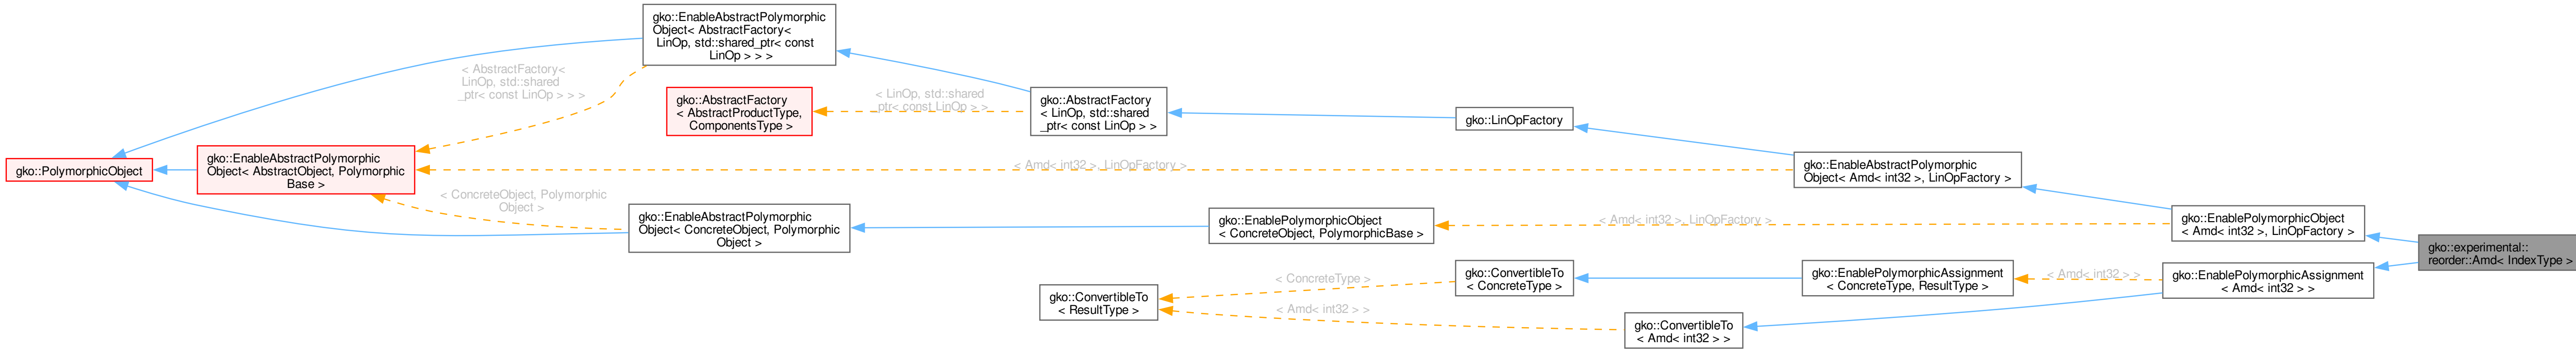 gko::EnableAbstractPolymorphic
Object< AbstractFactory<
LinOp, std::shared_ptr< const
LinOp > > >
< AbstractFactory<
LinOp, std::shared
_ptr< const LinOp > > >
gko::AbstractFactory
< AbstractProductType,
ComponentsType >
< LinOp, std::shared
_ptr< const LinOp > >
gko::AbstractFactory
< LinOp, std::shared
_ptr< const LinOp > >
gko::LinOpFactory
gko::PolymorphicObject
gko::EnableAbstractPolymorphic
Object< AbstractObject, Polymorphic
Base >
< Amd< int32 >, LinOpFactory >
gko::EnableAbstractPolymorphic
Object< Amd< int32 >, LinOpFactory >
< ConcreteObject, Polymorphic
Object >
gko::EnableAbstractPolymorphic
Object< ConcreteObject, Polymorphic
Object >
gko::EnablePolymorphicObject
< ConcreteObject, PolymorphicBase >
< Amd< int32 >, LinOpFactory >
gko::EnablePolymorphicObject
< Amd< int32 >, LinOpFactory >
gko::experimental::
reorder::Amd< IndexType >
gko::ConvertibleTo
< ResultType >
< ConcreteType >
< Amd< int32 > >
gko::ConvertibleTo
< ConcreteType >
gko::EnablePolymorphicAssignment
< ConcreteType, ResultType >
< Amd< int32 > >
gko::EnablePolymorphicAssignment
< Amd< int32 > >
gko::ConvertibleTo
< Amd< int32 > >